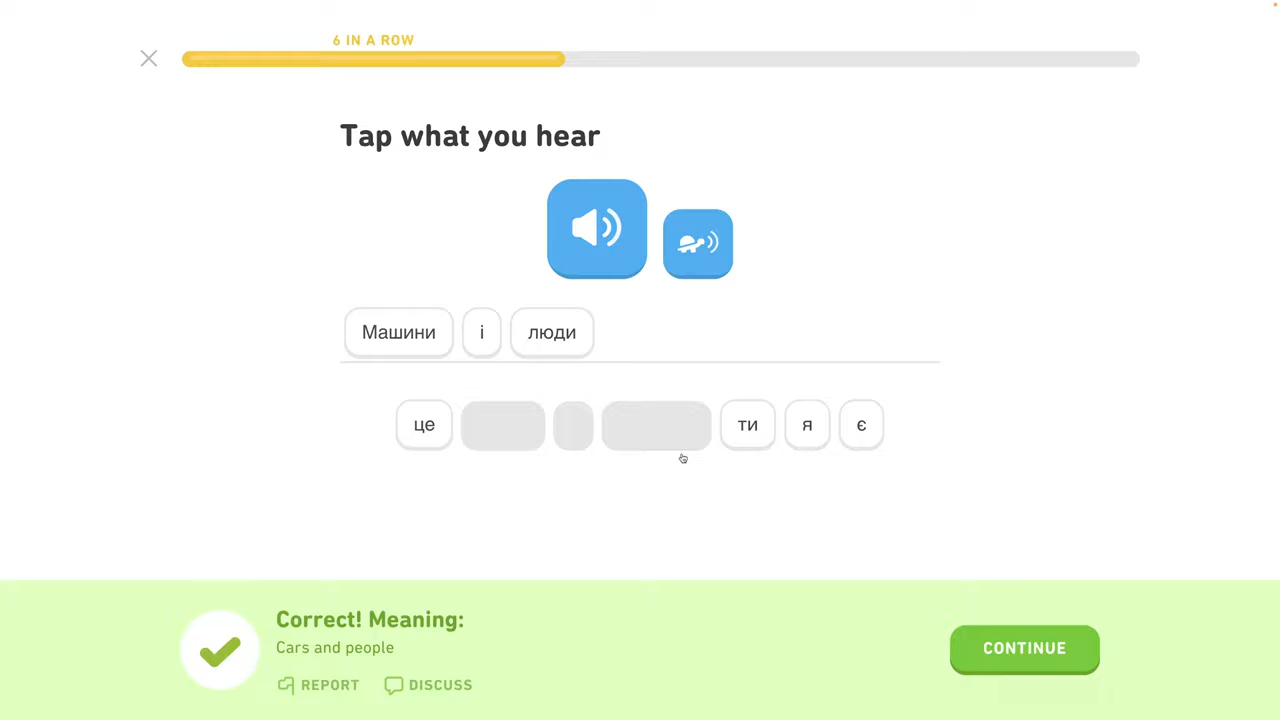 6 IN A ROW
Tap what you hear
Машини і люди
це ти я є
Correct! Meaning:
Cars and people
CONTINUE
REPORT DISCUSS